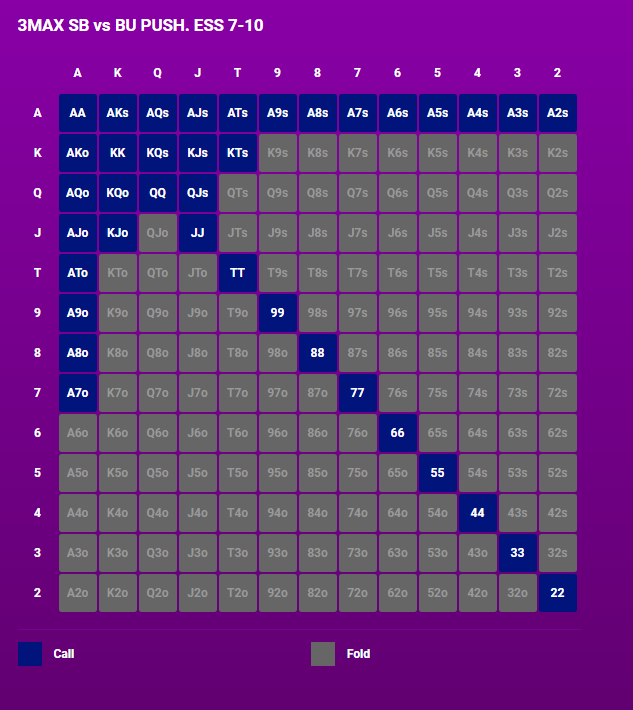 3MAX SB vs BU PUSH. ESS 7-10
A K Q J T 9 8 7 6 5 4 3 2
A AA AKs AQs AJs ATs A9s A8s A7s A6s A5s A4s A3s A2s
K AKo KK KQs KJs KTs K9s K8s K7s K6s K5s K4s K3s K2s
Q AQo KQo QQ QJs QTs Q9s Q8s Q7s Q6s Q5s Q4s Q3s Q2s
J AJo KJo QJo JJ JTs J9s J8s J7s J6s J5s J4s J3s J2s
T ATo KTo QTo JTo TT T9s T8s T7s T6s T5s T4s T3s T2s
9 A9o K9o Q9o J9o T9o 99 98s 97s 96s 95s 94s 93s 92s
8 A8o K8o Q8o J8o T8o 98o 88 87s 86s 85s 84s 83s 82s
7 A7o K7o Q7o J7o T7o 97o 87o 77 76s 75s 74s 73s 72s
6 A6o K6o Q6o J6o T6o 96o 86o 76o 66 65s 64s 63s 62s
5 A5o K5o Q5o J5o T5o 95o 85o 75o 65o 55 54s 53s 52s
4 A4o K4o Q4o J4o T4o 94o 84o 74o 64o 54o 44 43s 42s
3 A3o K3o Q3o J3o T3o 93o 83o 73o 63o 53o 43o 33 32s
2 A2o K2o Q2o J2o T2o 92o 82o 72o 62o 52o 42o 32o 22
Call Fold